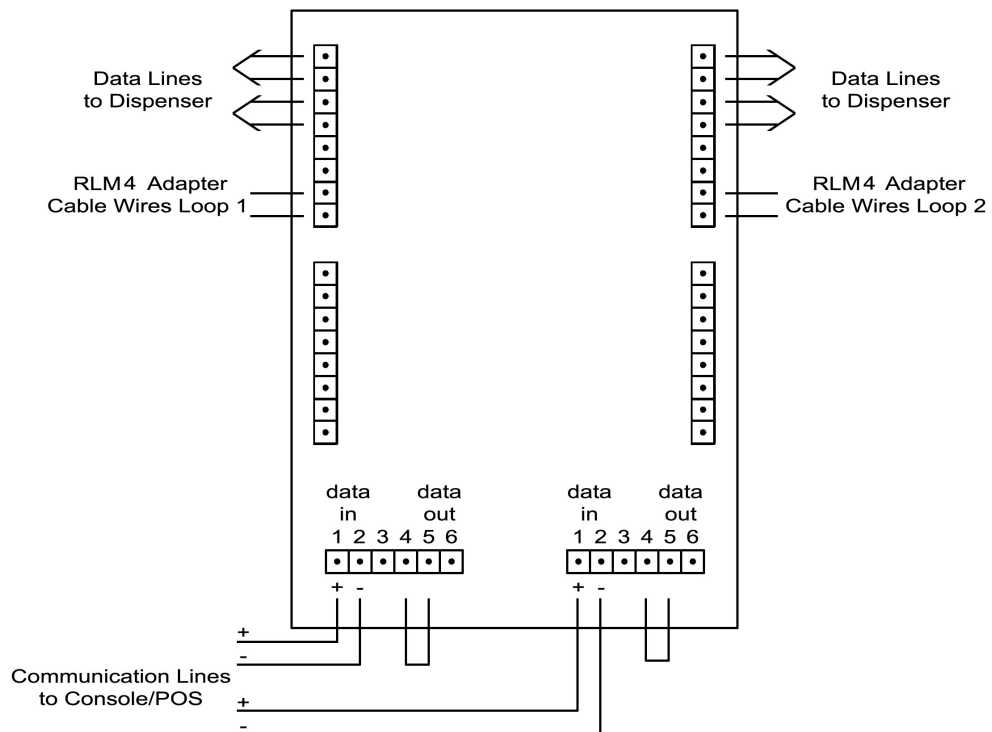 Data Lines
to Dispenser
Data Lines
to Dispenser
RLM4 Adapter
Cable Wires Loop 1
RLM4 Adapter
Cable Wires Loop 2
data
in
data
out
1 2 3 4 5 6
+ -
data
in
data
out
1 2 3 4 5 6
+ -
+
-
Communication Lines
to Console/POS
+
-